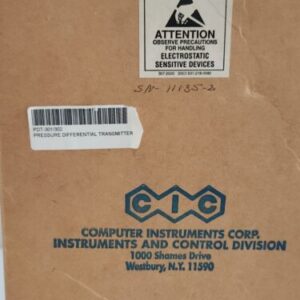 ATTENTION
OBSERVE PRECAUTIONS
FOR HANDLING
ELECTROSTATIC
SENSITIVE DEVICES
SN-11135-2
PRESSURE DIFFERENTIAL TRANSMITTER
CIC
COMPUTER INSTRUMENTS CORP.
INSTRUMENTS AND CONTROL DIVISION
1000 Shames Drive
Westbury, N.Y. 11590